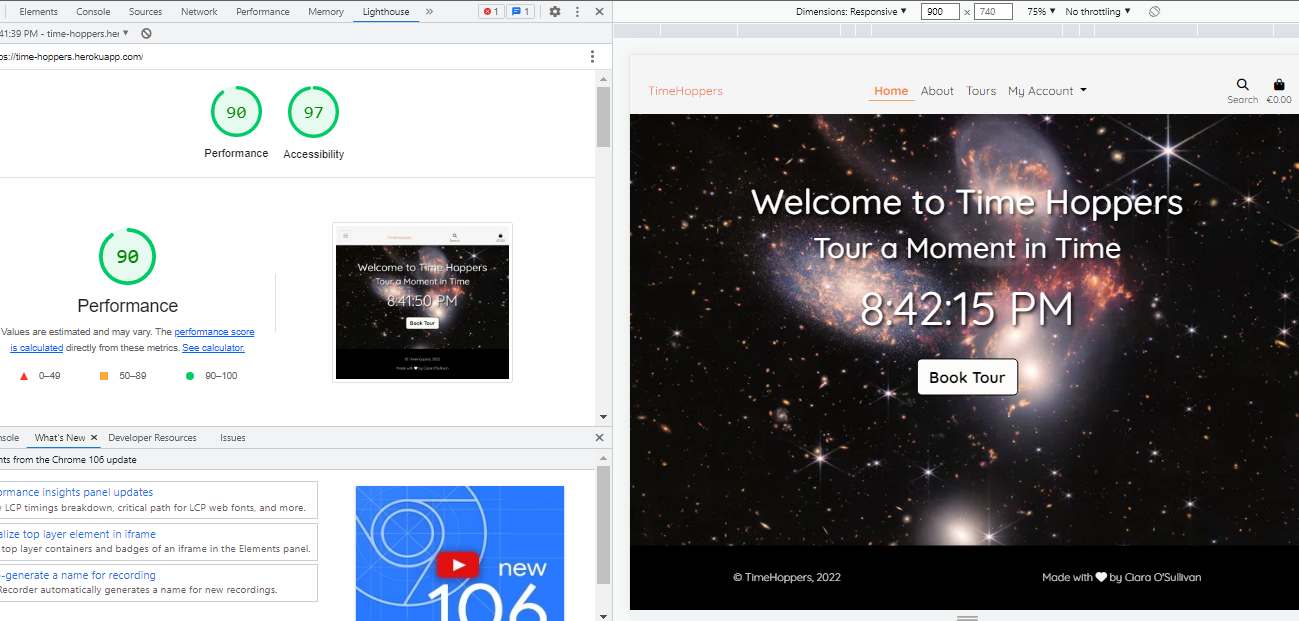 Elements Console Sources Network Performance Memory Lighthouse » 1 1
41:39 PM - time-hoppers.her
ps://time-hoppers.herokuapp.com/
90 97
Performance Accessibility
90
Performance
Values are estimated and may vary. The performance score
is calculated directly from these metrics. See calculator.
0–49 50–89 90–100
TimeHoppers
Search €0.00
Welcome to Time Hoppers
Tour a Moment in Time
8:41:50 PM
Book Tour
© TimeHoppers, 2022
Made with ❤ by Ciara O'Sullivan
nsole What's New Developer Resources Issues
nts from the Chrome 106 update
ormance insights panel updates
LCP timings breakdown, critical path for LCP web fonts, and more.
alize top layer element in iframe
top layer containers and badges of an iframe in the Elements panel.
-generate a name for recording
Recorder automatically generates a name for new recordings.
new
106
Dimensions: Responsive 900 × 740 75% No throttling
TimeHoppers Home About Tours My Account Search €0.00
Welcome to Time Hoppers
Tour a Moment in Time
8:42:15 PM
Book Tour
© TimeHoppers, 2022 Made with ❤ by Ciara O'Sullivan